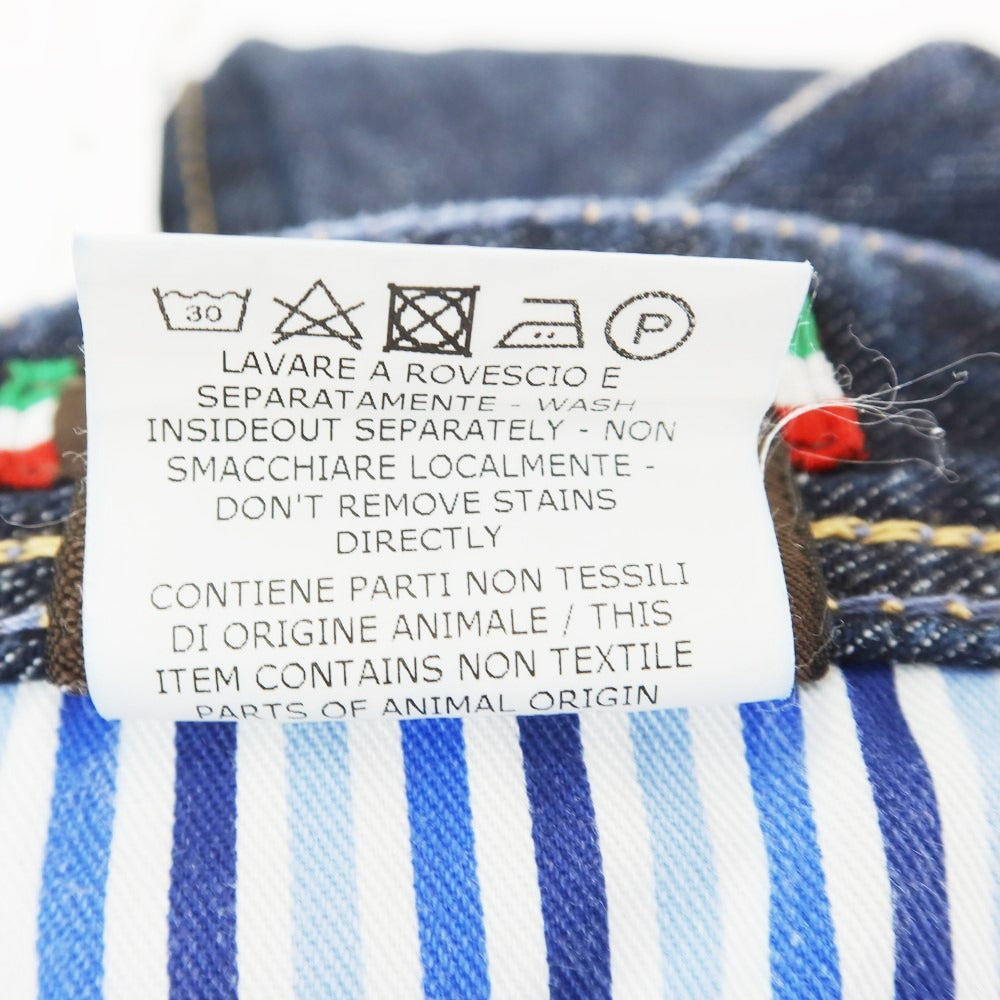 30 P
LAVARE A ROVESCIO E
SEPARATAMENTE - WASH
INSIDEOUT SEPARATELY - NON
SMACCHIARE LOCALMENTE -
DON'T REMOVE STAINS
DIRECTLY
CONTIENE PARTI NON TESSILI
DI ORIGINE ANIMALE / THIS
ITEM CONTAINS NON TEXTILE
PARTS OF ANIMAL ORIGIN